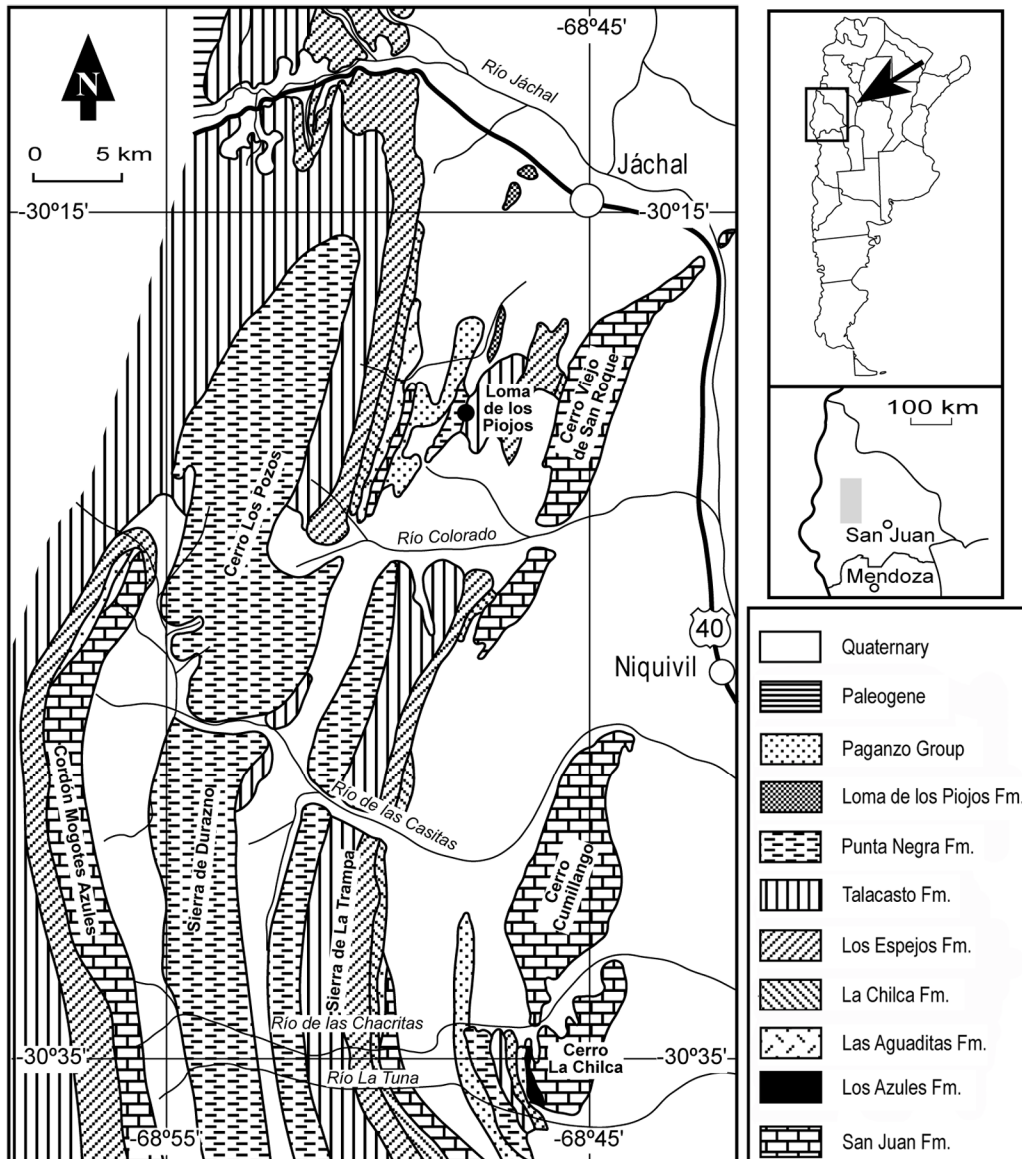 -68º45'
N
Río Jáchal
0 5 km
Jáchal
-30º15'
-30º15'
Loma
de los
Piojos
Cerro Viejo
de San Roque
Cerro Los Pozos
Río Colorado
40
Niquivil
Cordón Mogotes Azules
Sierra de Durazno
Río de las Casitas
Sierra de La Trampa
Cerro
Cumillango
Río de las Chacritas
-30º35'
Cerro
La Chilca
-30º35'
Río La Tuna
-68º55'
-68º45'
100 km
San Juan
Mendoza
Quaternary
Paleogene
Paganzo Group
Loma de los Piojos Fm.
Punta Negra Fm.
Talacasto Fm.
Los Espejos Fm.
La Chilca Fm.
Las Aguaditas Fm.
Los Azules Fm.
San Juan Fm.